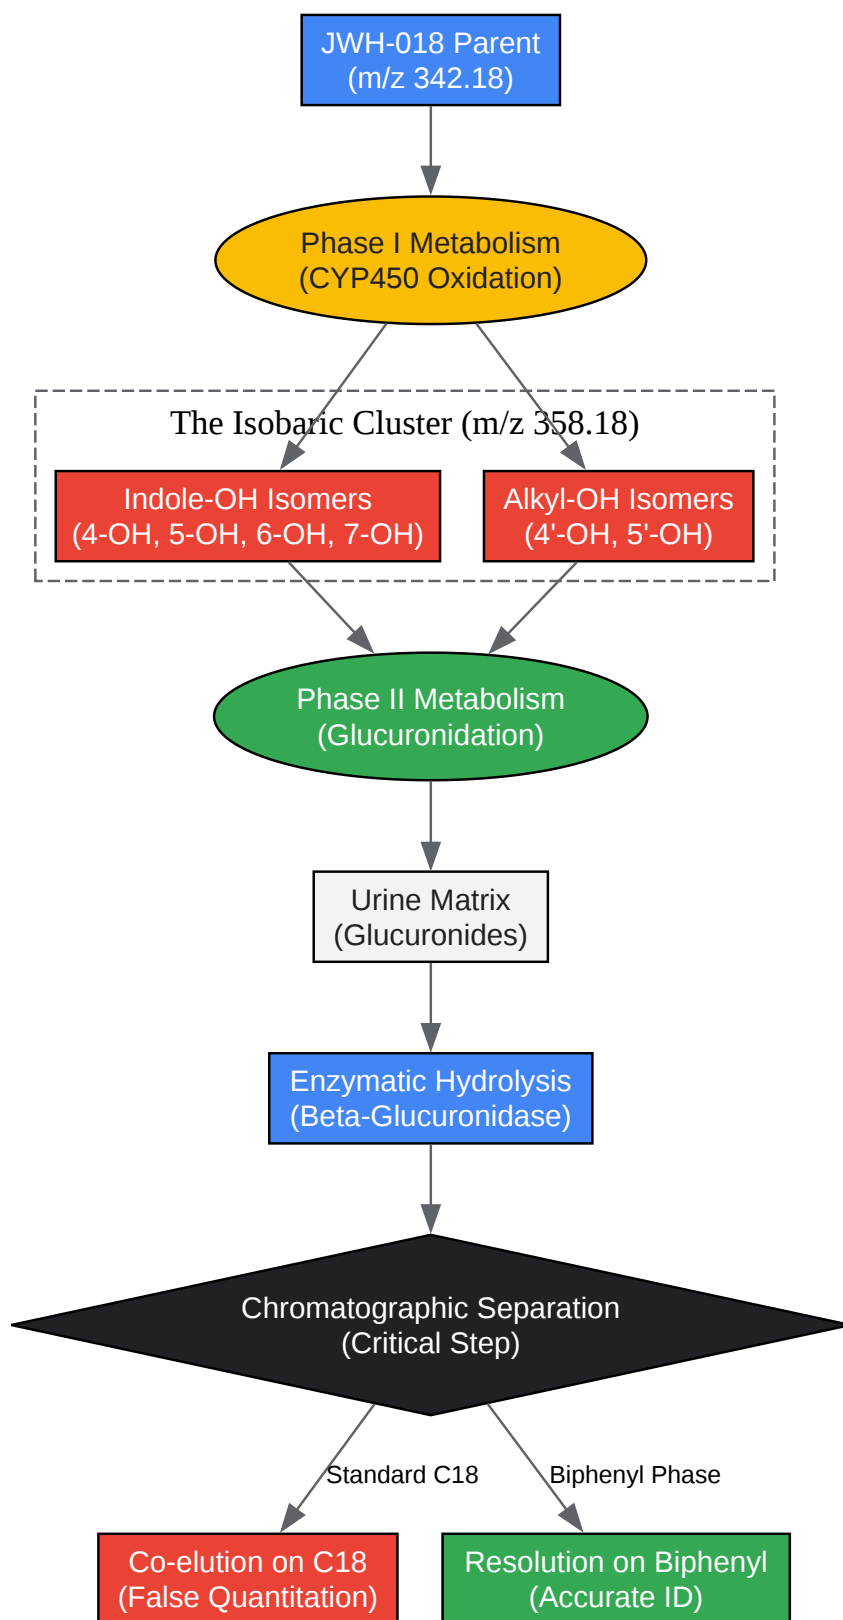 JWH-018 Parent
(m/z 342.18)
Phase I Metabolism
(CYP450 Oxidation)
The Isobaric Cluster (m/z 358.18)
Indole-OH Isomers
(4-OH, 5-OH, 6-OH, 7-OH)
Alkyl-OH Isomers
(4'-OH, 5'-OH)
Phase II Metabolism
(Glucuronidation)
Urine Matrix
(Glucuronides)
Enzymatic Hydrolysis
(Beta-Glucuronidase)
Chromatographic Separation
(Critical Step)
Standard C18
Biphenyl Phase
Co-elution on C18
(False Quantitation)
Resolution on Biphenyl
(Accurate ID)